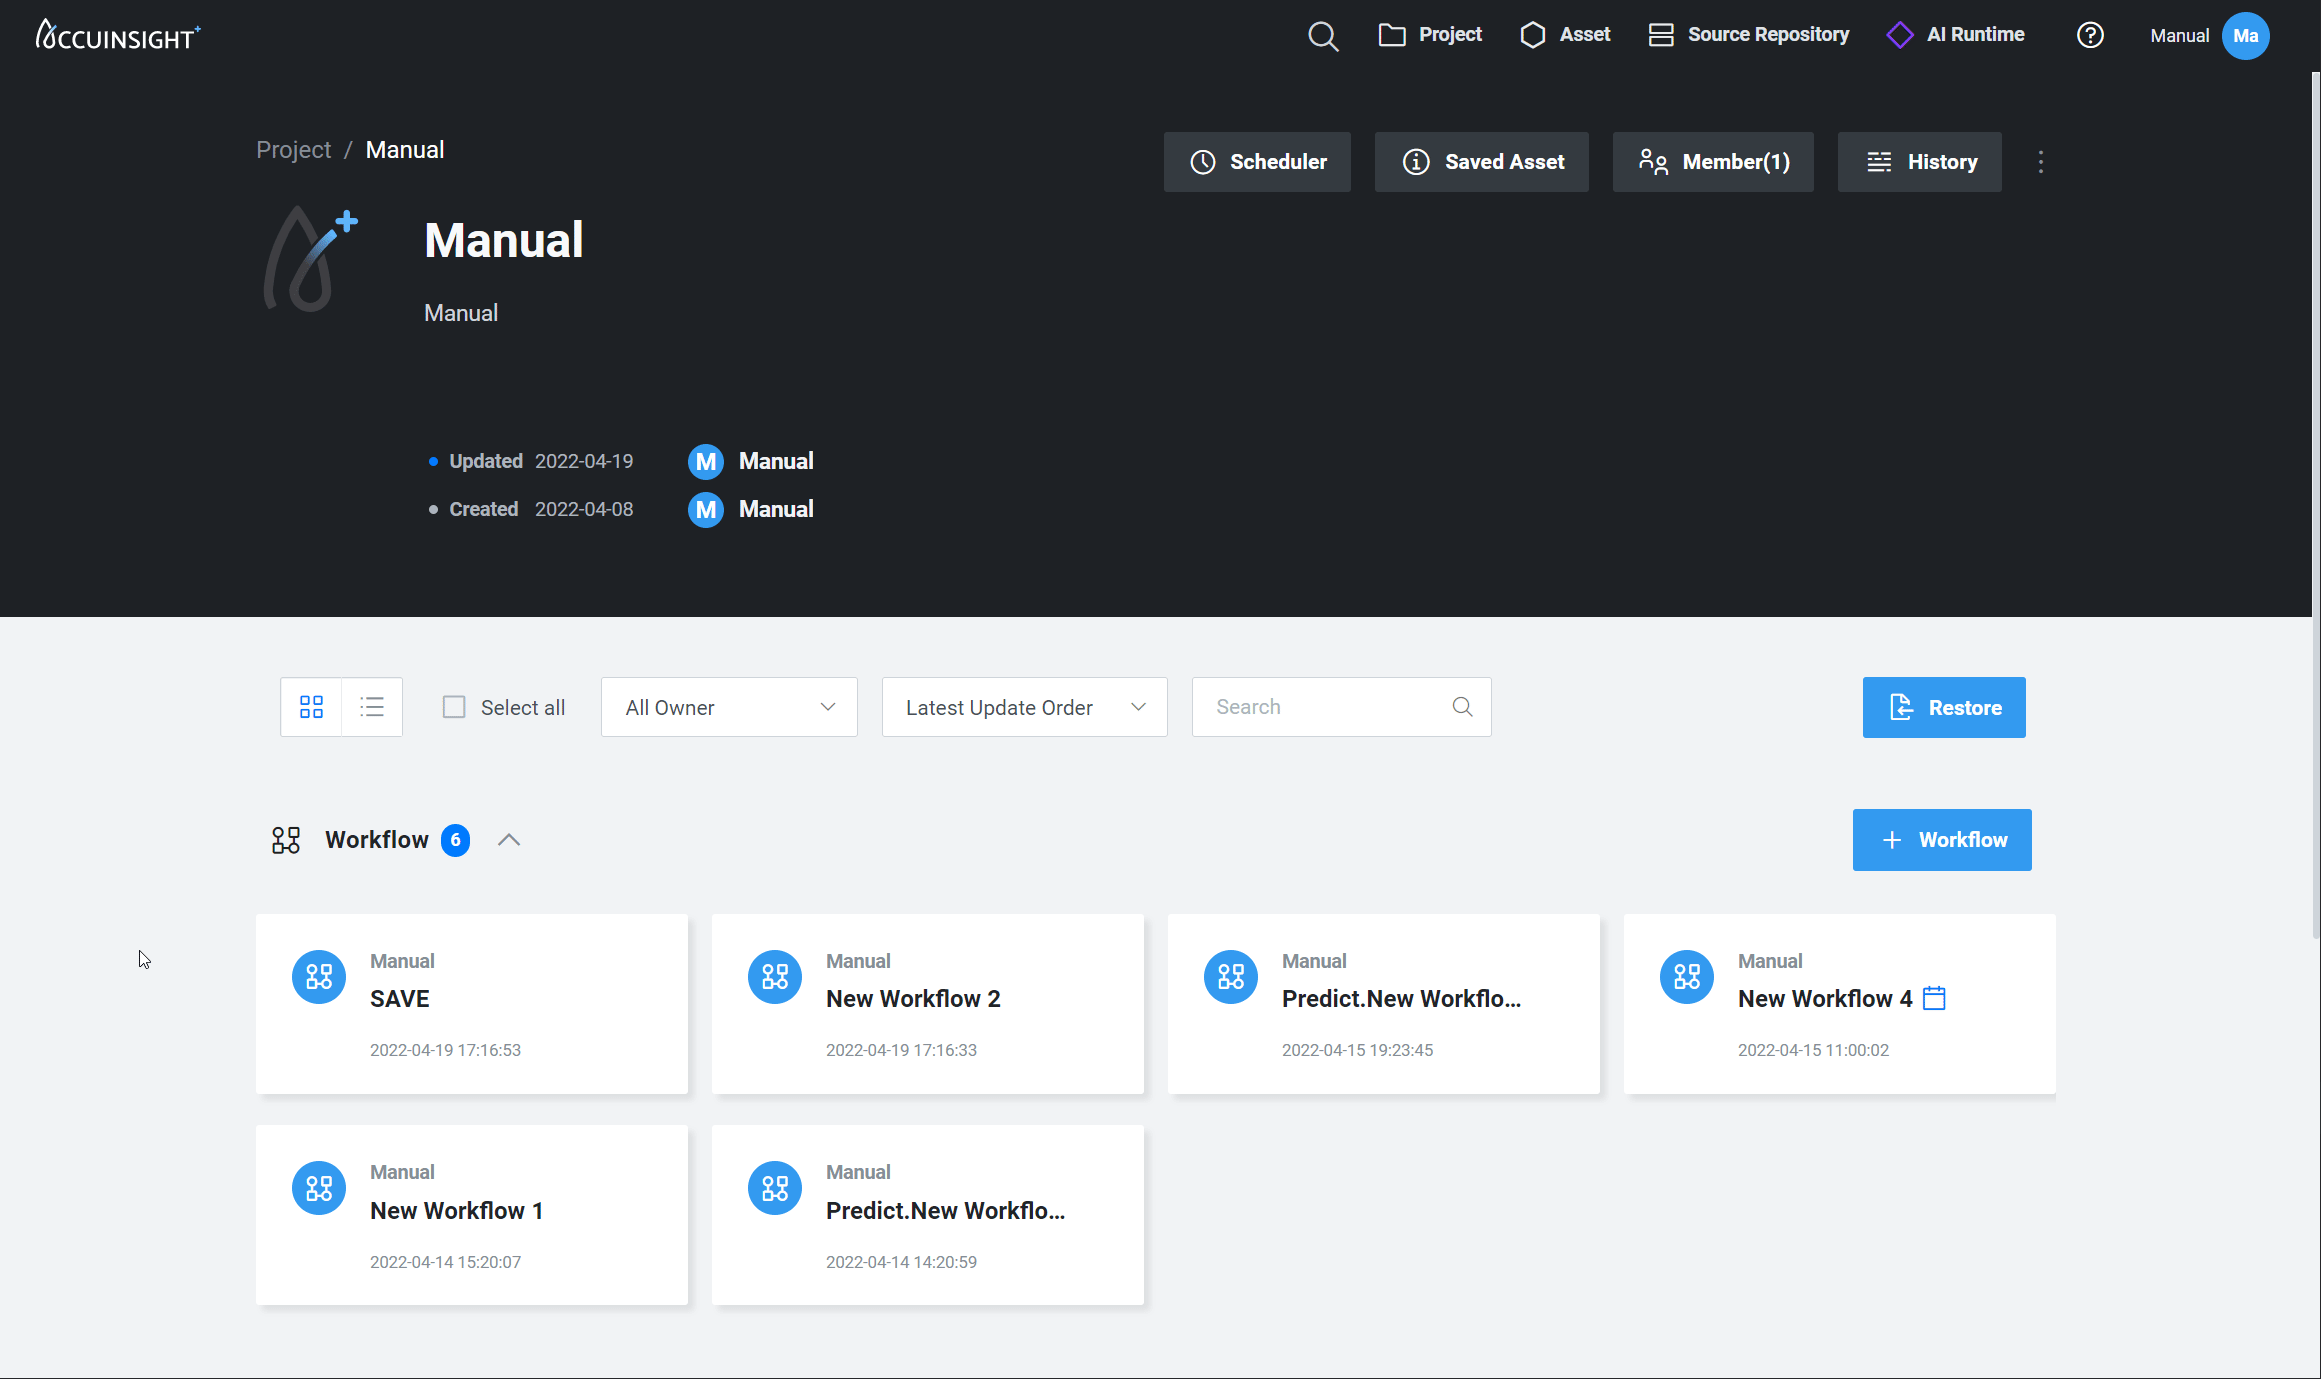 ACCUINSIGHT+
Project
Asset
Source Repository
AI Runtime
Manual
Ma
Project / Manual
Scheduler
Saved Asset
Member(1)
History
Manual
Manual
Updated 2022-04-19 M Manual
Created 2022-04-08 M Manual
Select all
All Owner
Latest Update Order
Search
Restore
Workflow 6
+ Workflow
Manual
SAVE
2022-04-19 17:16:53
Manual
New Workflow 2
2022-04-19 17:16:33
Manual
Predict.New Workflo...
2022-04-15 19:23:45
Manual
New Workflow 4
2022-04-15 11:00:02
Manual
New Workflow 1
2022-04-14 15:20:07
Manual
Predict.New Workflo...
2022-04-14 14:20:59